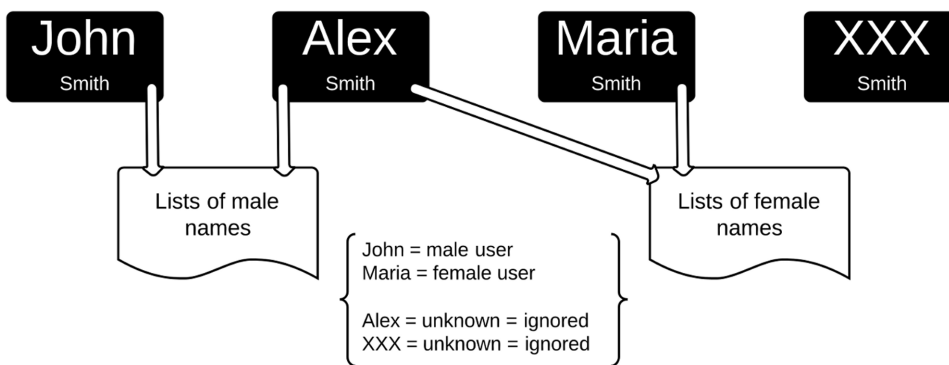 John
Smith
Alex
Smith
Maria
Smith
XXX
Smith
Lists of male
names
Lists of female
names
John = male user
Maria = female user
Alex = unknown = ignored
XXX = unknown = ignored